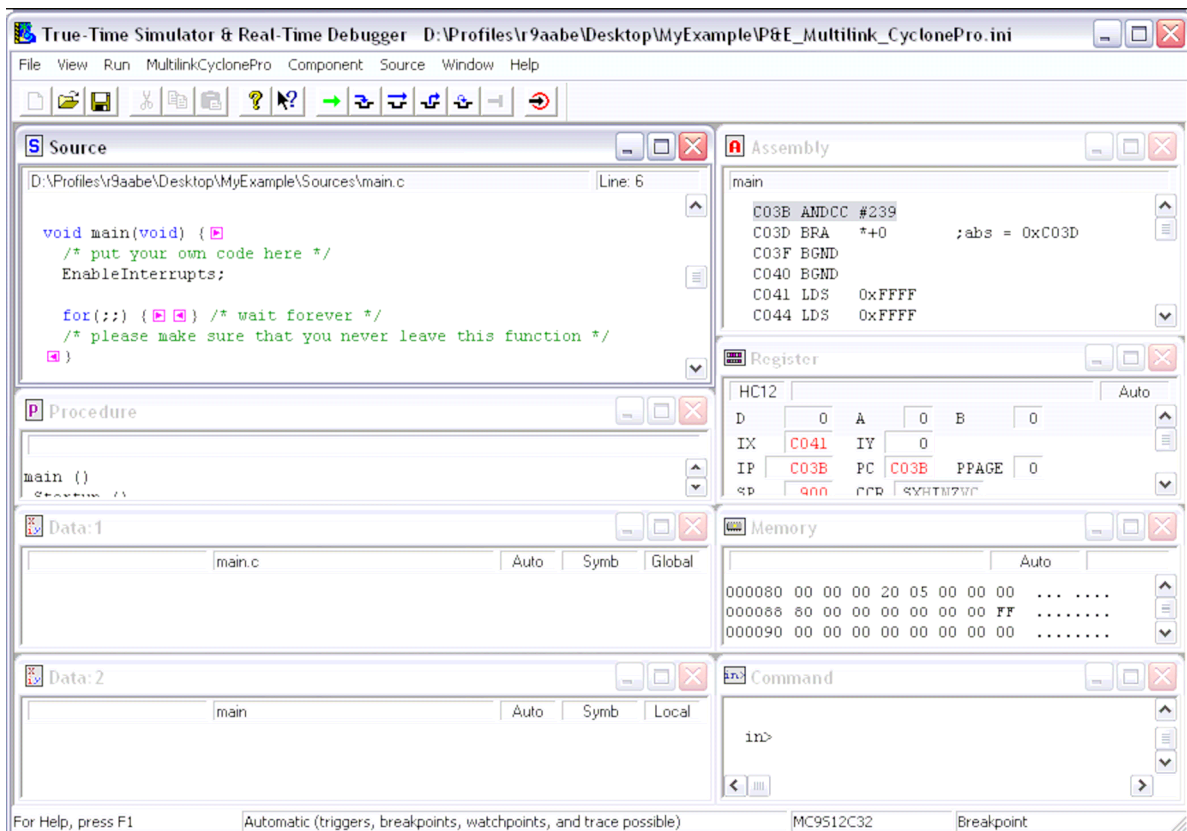 True-Time Simulator & Real-Time Debugger D:\Profiles\r9aabe\Desktop\MyExample\P&E_Multilink_CyclonePro.ini
File View Run MultilinkCyclonePro Component Source Window Help
Source
D:\Profiles\r9aabe\Desktop\MyExample\Sources\main.c Line: 6
void main(void) {
/* put your own code here */
EnableInterrupts;
for(;;) { } /* wait forever */
/* please make sure that you never leave this function */
}
Assembly
main
C03B ANDCC #239
C03D BRA *+0 ;abs = 0xC03D
C03F BGND
C040 BGND
C041 LDS 0xFFFF
C044 LDS 0xFFFF
Procedure
main ()
_Startup ()
Register
HC12 Auto
D 0 A 0 B 0
IX C041 IY 0
IP C03B PC C03B PPAGE 0
SP 900 CCR SXHINZVC
Data:1
main.c Auto Symb Global
Memory
Auto
000080 00 00 00 20 05 00 00 00 ... ....
000088 80 00 00 00 00 00 00 FF ........
000090 00 00 00 00 00 00 00 00 ........
Data:2
main Auto Symb Local
in> Command
in>
For Help, press F1 Automatic (triggers, breakpoints, watchpoints, and trace possible) MC9S12C32 Breakpoint